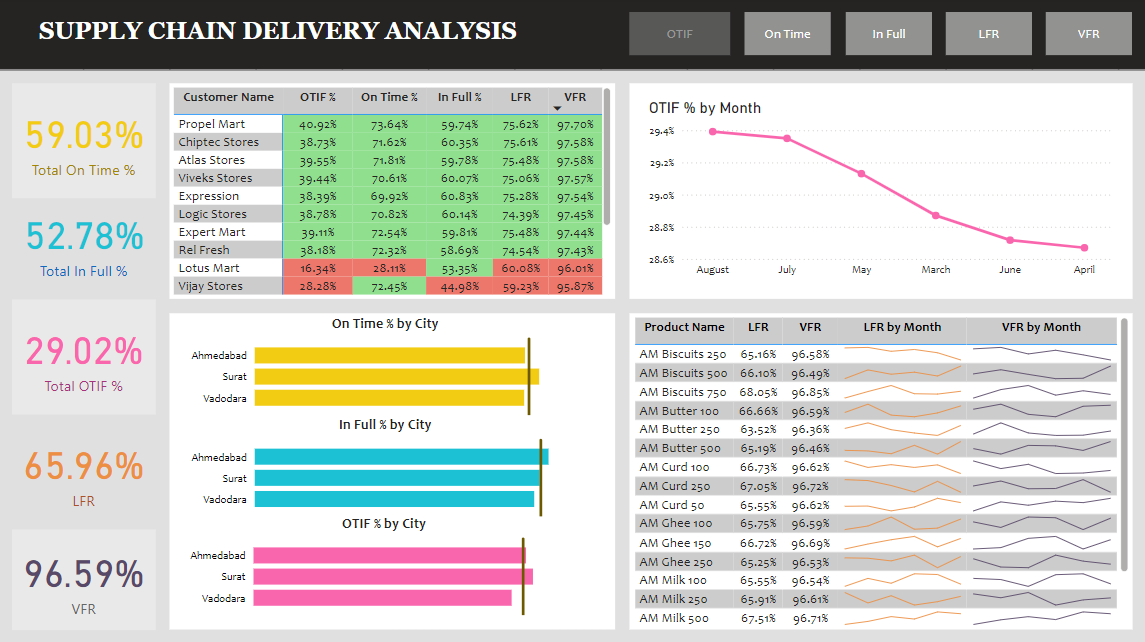 SUPPLY CHAIN DELIVERY ANALYSIS
OTIF On Time In Full LFR VFR
59.03%
Total On Time %
52.78%
Total In Full %
29.02%
Total OTIF %
65.96%
LFR
96.59%
VFR
Customer Name OTIF % On Time % In Full % LFR VFR
Propel Mart 40.92% 73.64% 59.74% 75.62% 97.70%
Chiptec Stores 38.73% 71.62% 60.35% 75.61% 97.58%
Atlas Stores 39.55% 71.81% 59.78% 75.48% 97.58%
Viveks Stores 39.44% 70.61% 60.07% 75.06% 97.57%
Expression 38.39% 69.92% 60.83% 75.28% 97.54%
Logic Stores 38.78% 70.82% 60.14% 74.39% 97.45%
Expert Mart 39.11% 72.54% 59.81% 75.48% 97.44%
Rel Fresh 38.18% 72.32% 58.69% 74.54% 97.43%
Lotus Mart 16.34% 28.11% 53.35% 60.08% 96.01%
Vijay Stores 28.28% 72.45% 44.98% 59.23% 95.87%
OTIF % by Month
29.4%
29.2%
29.0%
28.8%
28.6%
August July May March June April
On Time % by City
Ahmedabad
Surat
Vadodara
In Full % by City
Ahmedabad
Surat
Vadodara
OTIF % by City
Ahmedabad
Surat
Vadodara
Product Name LFR VFR LFR by Month VFR by Month
AM Biscuits 250 65.16% 96.58%
AM Biscuits 500 66.10% 96.49%
AM Biscuits 750 68.05% 96.85%
AM Butter 100 66.66% 96.59%
AM Butter 250 63.52% 96.36%
AM Butter 500 65.19% 96.46%
AM Curd 100 66.73% 96.62%
AM Curd 250 67.05% 96.72%
AM Curd 50 65.55% 96.62%
AM Ghee 100 65.75% 96.59%
AM Ghee 150 66.72% 96.69%
AM Ghee 250 65.25% 96.53%
AM Milk 100 65.55% 96.54%
AM Milk 250 65.91% 96.61%
AM Milk 500 67.51% 96.71%